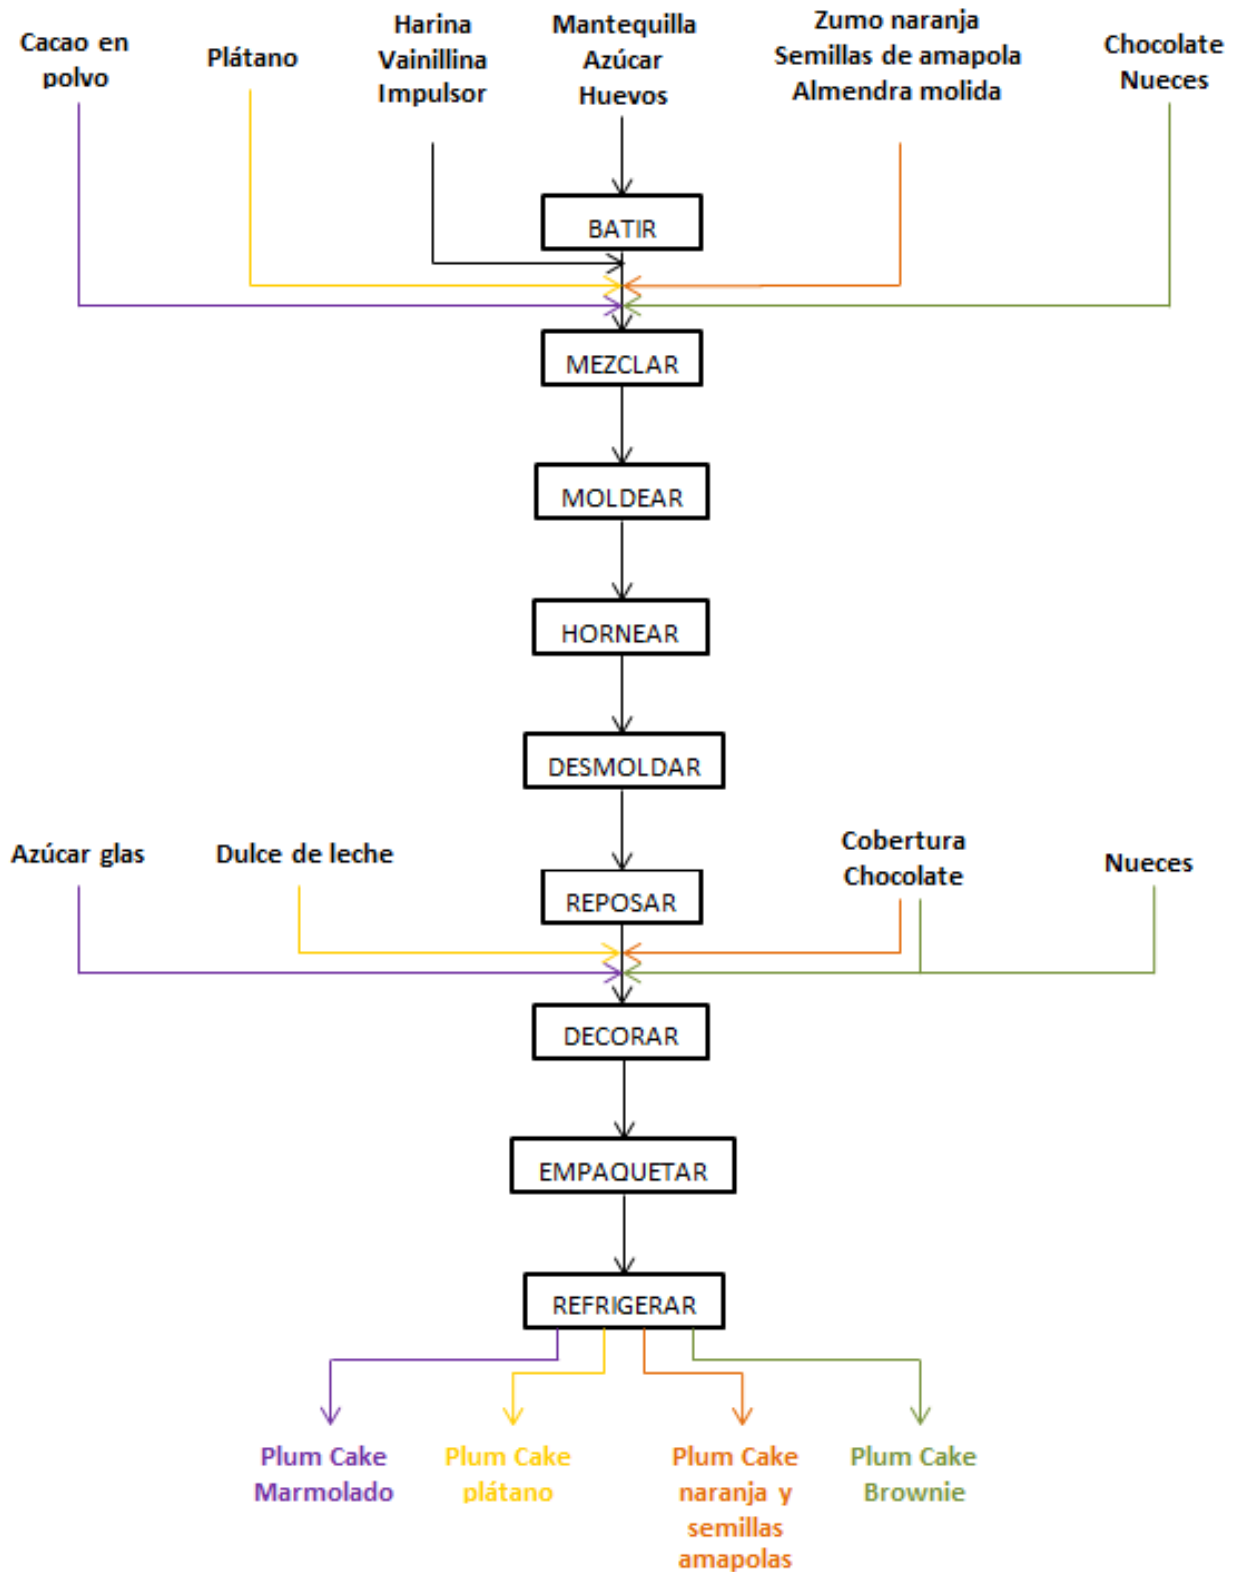 Cacao en
polvo
Plátano
Harina
Vainillina
Impulsor
Mantequilla
Azúcar
Huevos
Zumo naranja
Semillas de amapola
Almendra molida
Chocolate
Nueces
BATIR
MEZCLAR
MOLDEAR
HORNEAR
DESMOLDAR
Azúcar glas
Dulce de leche
Cobertura
Chocolate
Nueces
REPOSAR
DECORAR
EMPAQUETAR
REFRIGERAR
Plum Cake
Marmolado
Plum Cake
plátano
Plum Cake
naranja y
semillas
amapolas
Plum Cake
Brownie